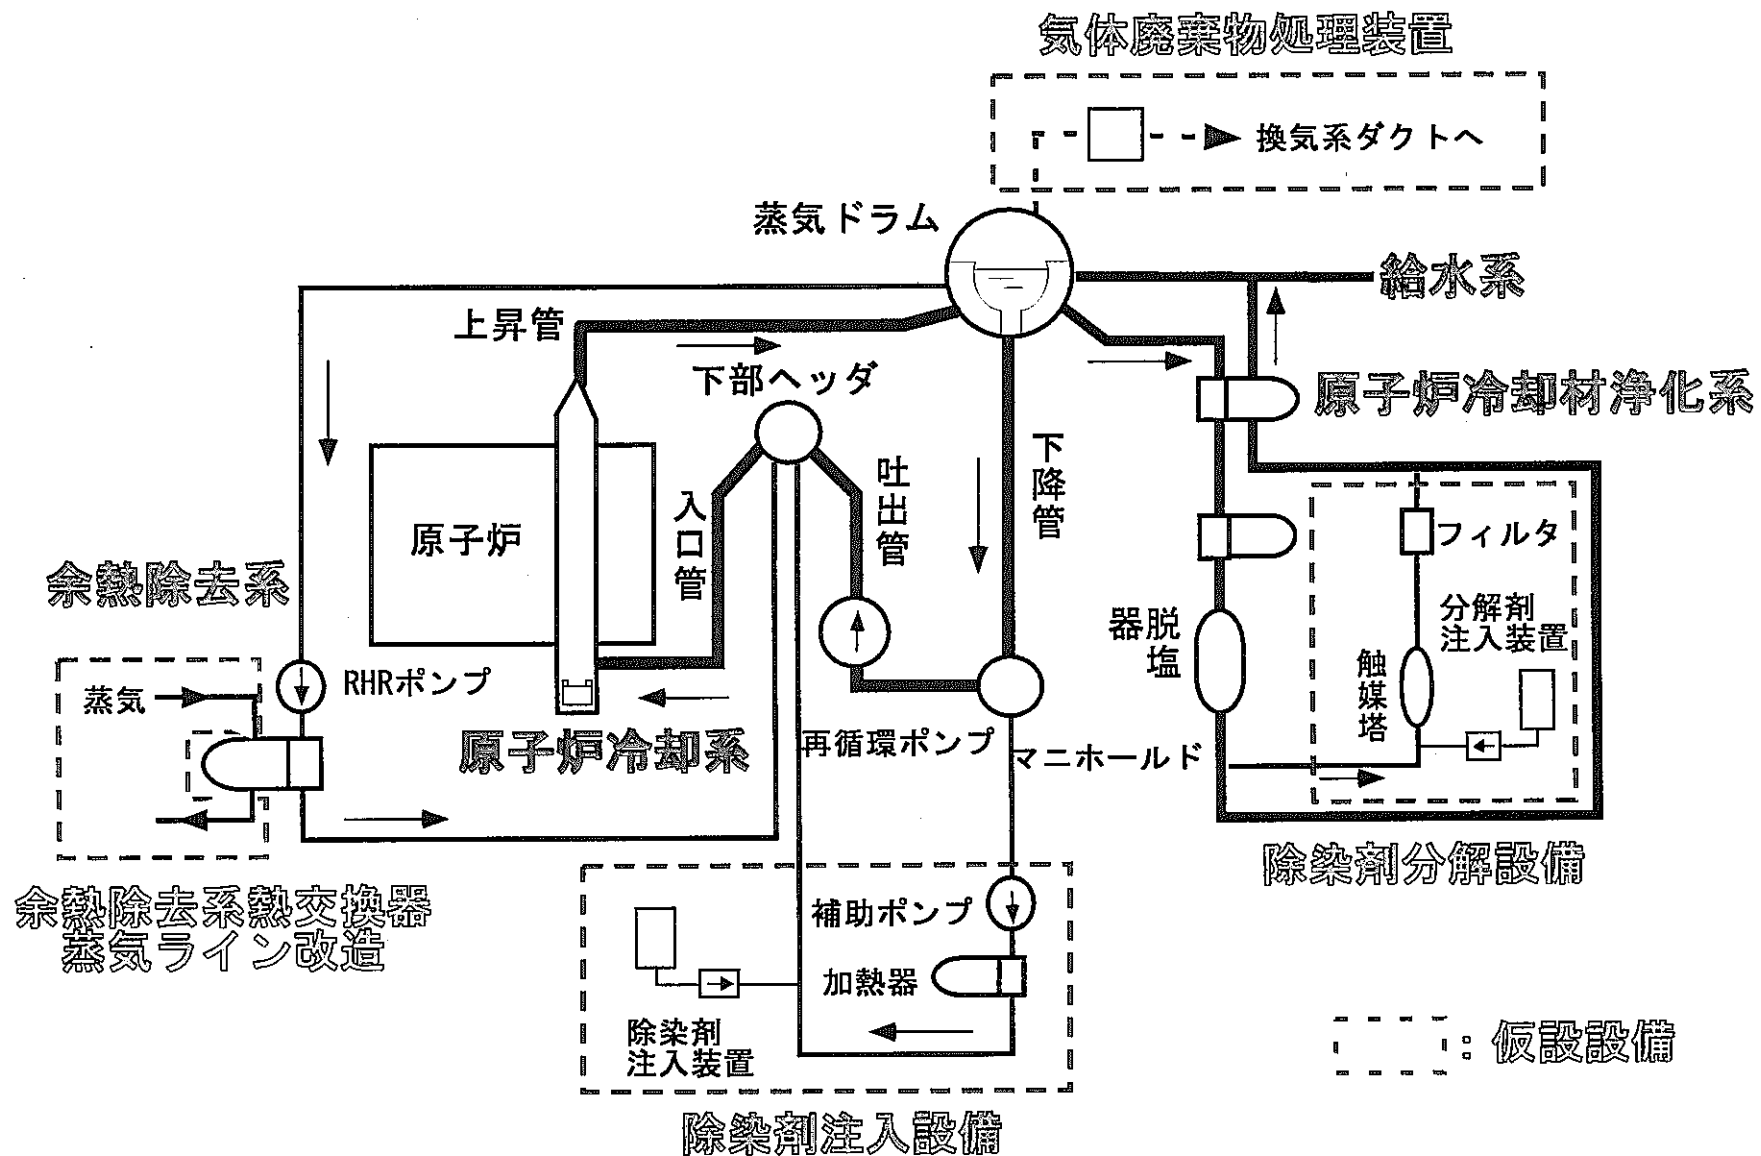 気体廃棄物処理装置
換気系ダクトへ
蒸気ドラム
給水系
上昇管
下部ヘッダ
原子炉冷却材浄化系
下降管
吐出管
入口管
原子炉
フィルタ
余熱除去系
分解剤
注入装置
器脱
塩
触媒塔
RHRポンプ
蒸気
原子炉冷却系
再循環ポンプ
マニホールド
除染剤分解設備
余熱除去系熱交換器
蒸気ライン改造
補助ポンプ
加熱器
除染剤
注入装置
:仮設設備
除染剤注入設備